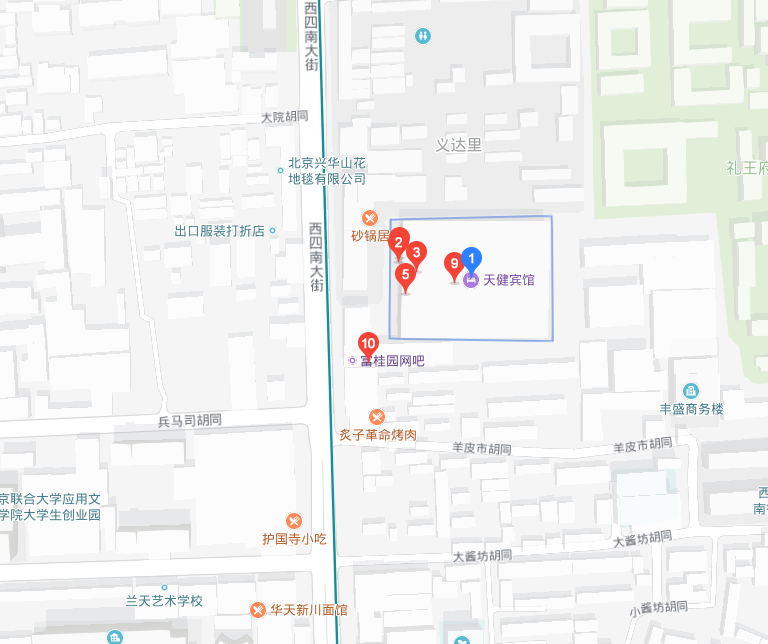 西四南大街
大院胡同
义达里
北京兴华山花
地毯有限公司
礼王府
出口服装打折店
砂锅居
西四南大街
2
3
5
9
1
天健宾馆
10
富桂园网吧
丰盛商务楼
兵马司胡同
炙子革命烤肉
羊皮市胡同
羊皮市胡同
京联合大学应用文
学院大学生创业园
西
南
护国寺小吃
大酱坊胡同
大酱坊胡同
兰天艺术学校
华天新川面馆
小酱坊胡同